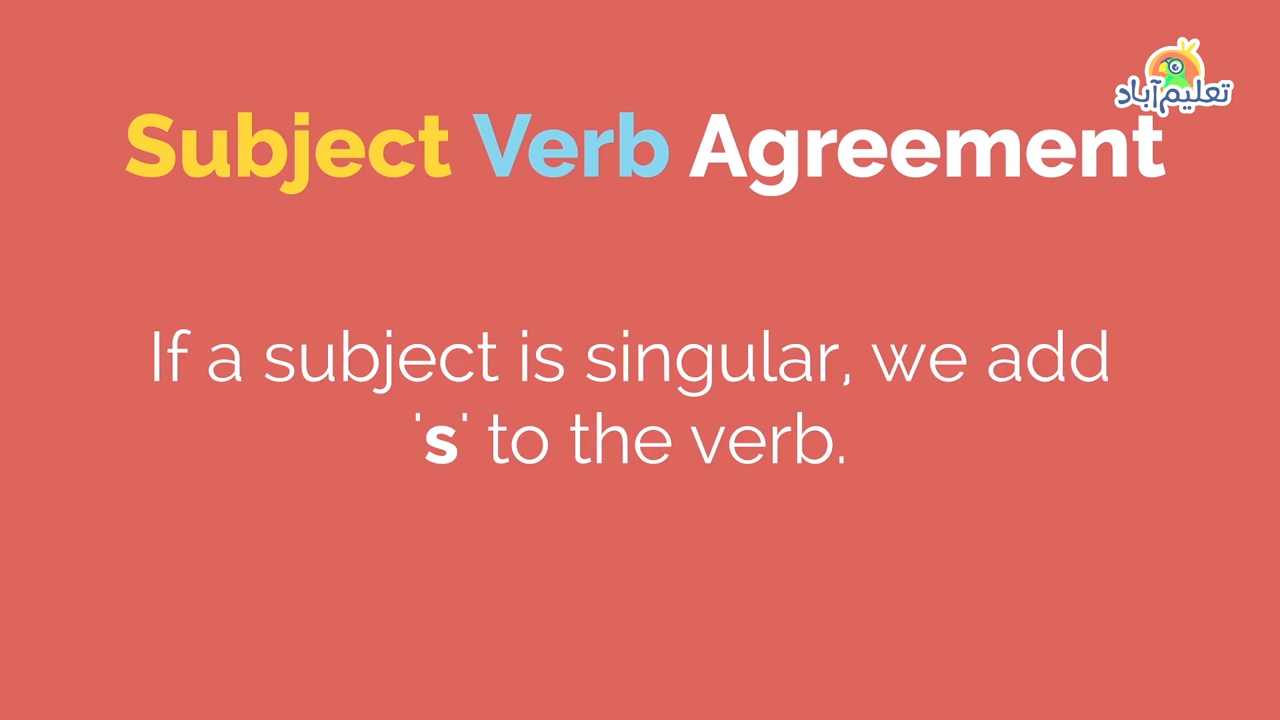 تعلیم‌آباد
Subject Verb Agreement
If a subject is singular, we add
's' to the verb.